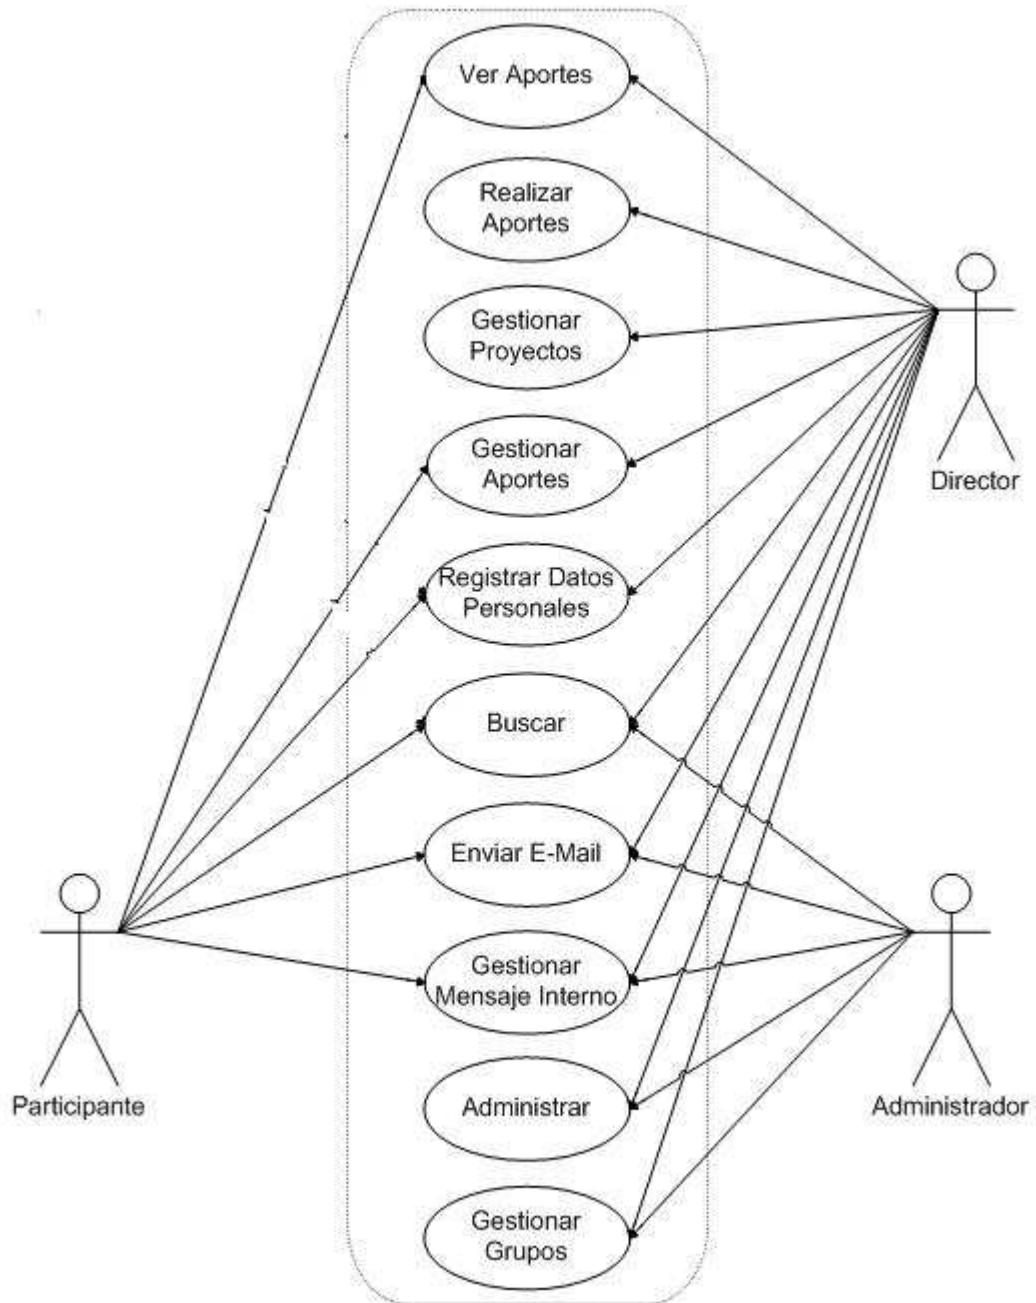 Ver Aportes
Realizar
Aportes
Gestionar
Proyectos
Gestionar
Aportes
Director
Registrar Datos
Personales
Buscar
Enviar E-Mail
Gestionar
Mensaje Interno
Participante
Administrar
Administrador
Gestionar
Grupos